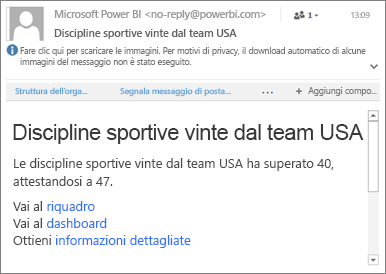 Microsoft Power BI <no-reply@powerbi.com>
1
13:09
Discipline sportive vinte dal team USA
Fare clic qui per scaricare le immagini. Per motivi di privacy, il download automatico di alcune
immagini del messaggio non è stato eseguito.
Struttura dell'orga... Segnala messaggio di posta... ... + Aggiungi compo...
Discipline sportive vinte dal team USA
Le discipline sportive vinte dal team USA ha superato 40,
attestandosi a 47.
Vai al riquadro
Vai al dashboard
Ottieni informazioni dettagliate